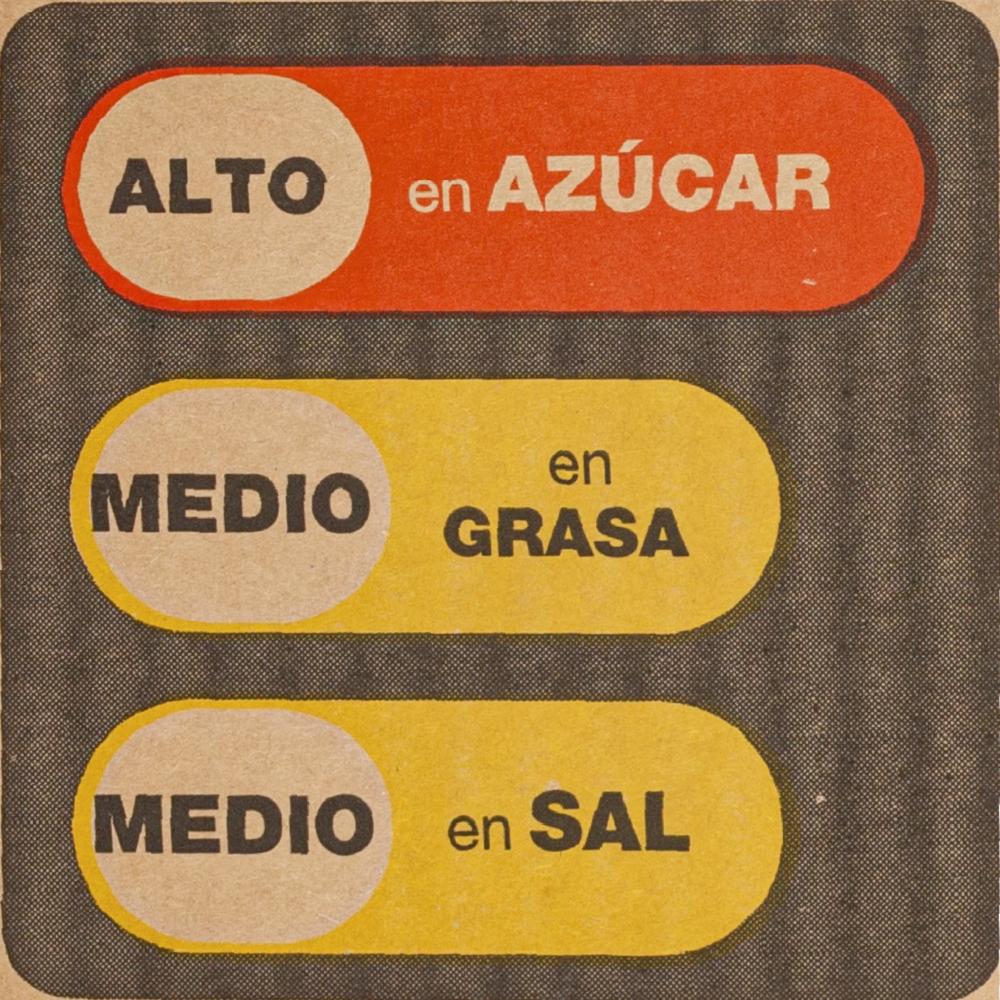 ALTO en AZÚCAR
MEDIO en
GRASA
MEDIO en SAL